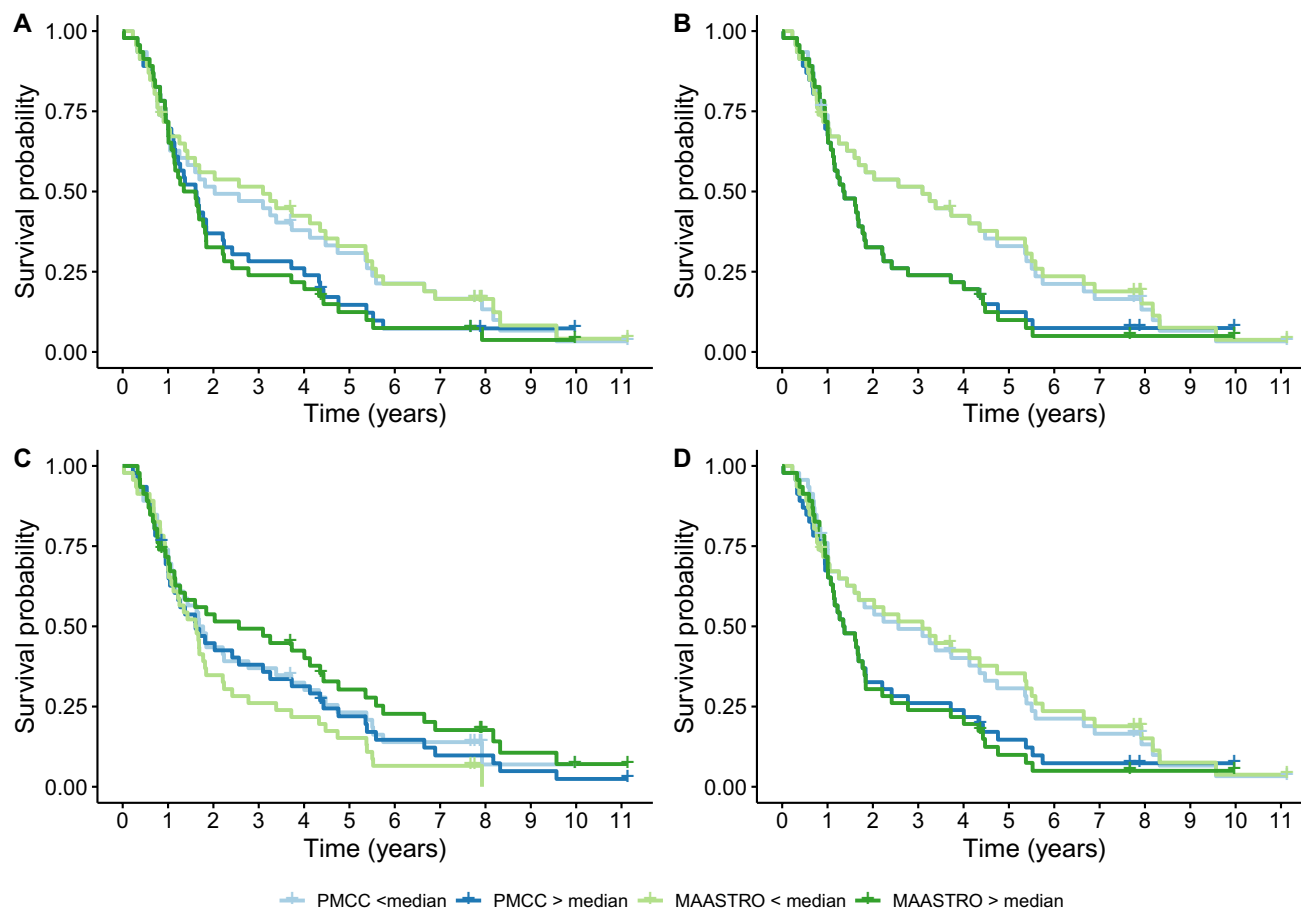 A
B
1.00
0.75
0.50
0.25
0.00
Survival probability
0 1 2 3 4 5 6 7 8 9 10 11
Time (years)
1.00
0.75
0.50
0.25
0.00
Survival probability
0 1 2 3 4 5 6 7 8 9 10 11
Time (years)
C
D
1.00
0.75
0.50
0.25
0.00
Survival probability
0 1 2 3 4 5 6 7 8 9 10 11
Time (years)
1.00
0.75
0.50
0.25
0.00
Survival probability
0 1 2 3 4 5 6 7 8 9 10 11
Time (years)
PMCC <median PMCC > median MAASTRO < median MAASTRO > median